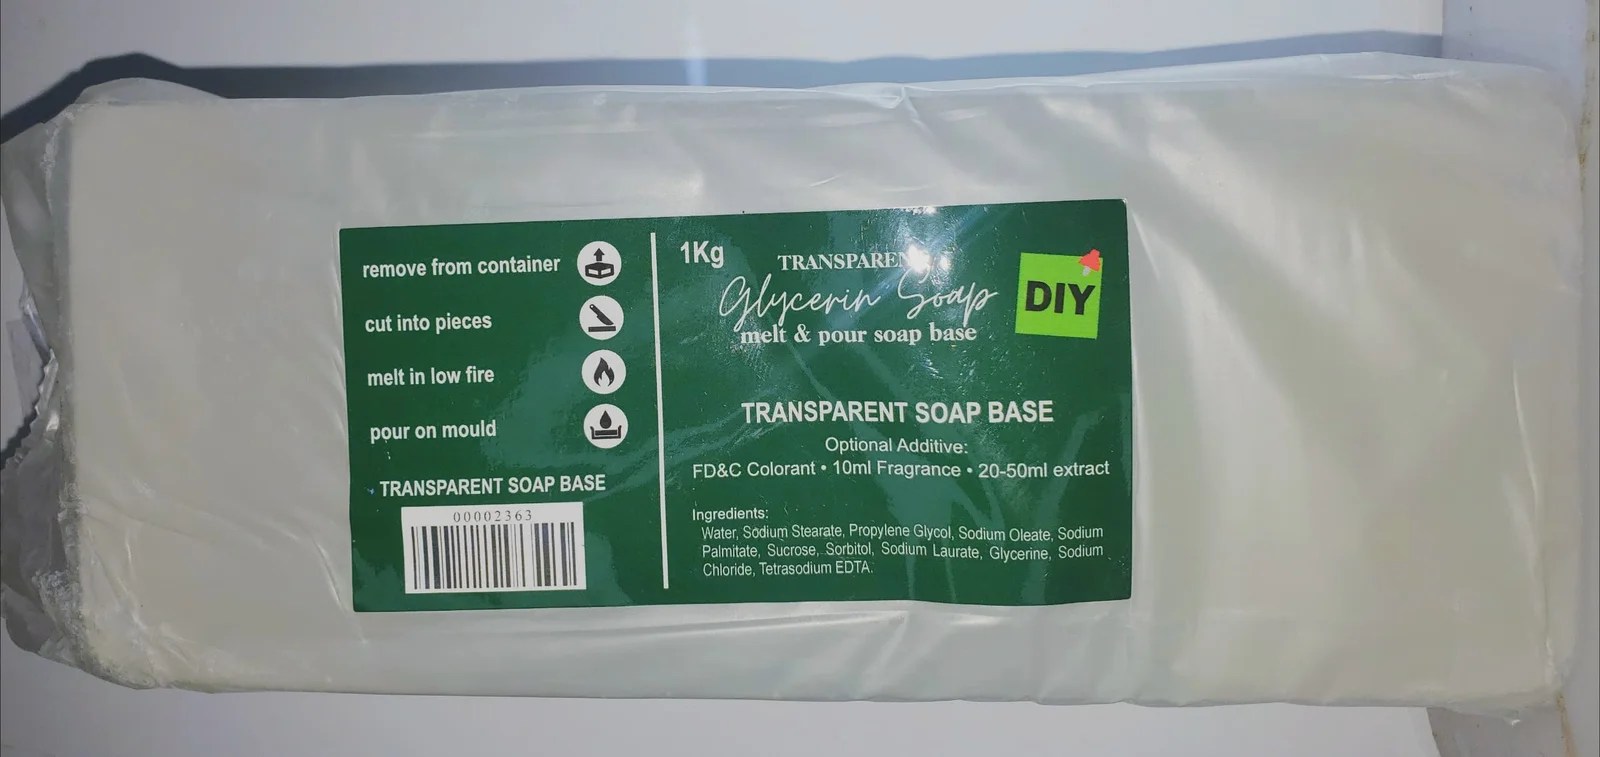 remove from container
cut into pieces
melt in low fire
pour on mould
TRANSPARENT SOAP BASE
00002363
1Kg
TRANSPARENT
Glycerin Soap
melt & pour soap base
DIY
TRANSPARENT SOAP BASE
Optional Additive:
FD&C Colorant • 10ml Fragrance • 20-50ml extract
Ingredients:
Water, Sodium Stearate, Propylene Glycol, Sodium Oleate, Sodium
Palmitate, Sucrose, Sorbitol, Sodium Laurate, Glycerine, Sodium
Chloride, Tetrasodium EDTA.